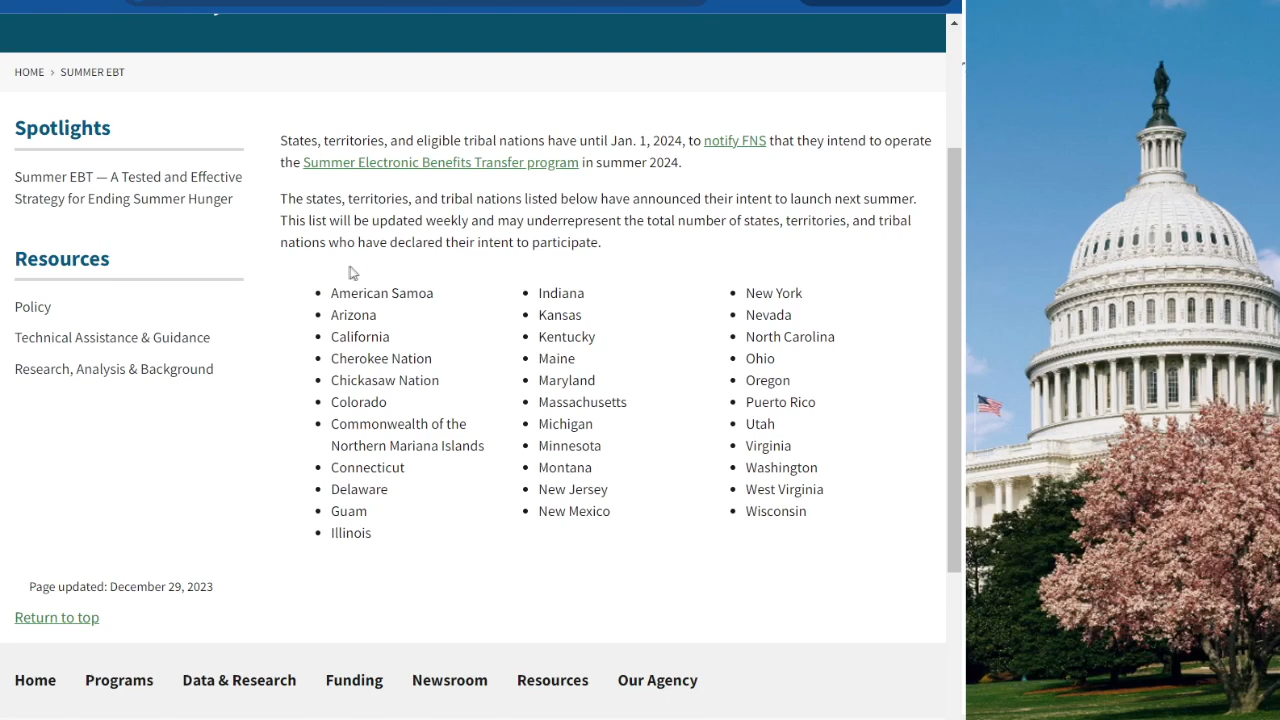 HOME › SUMMER EBT
Spotlights
Summer EBT — A Tested and Effective
Strategy for Ending Summer Hunger
Resources
Policy
Technical Assistance & Guidance
Research, Analysis & Background
States, territories, and eligible tribal nations have until Jan. 1, 2024, to notify FNS that they intend to operate
the Summer Electronic Benefits Transfer program in summer 2024.
The states, territories, and tribal nations listed below have announced their intent to launch next summer.
This list will be updated weekly and may underrepresent the total number of states, territories, and tribal
nations who have declared their intent to participate.
• American Samoa
• Arizona
• California
• Cherokee Nation
• Chickasaw Nation
• Colorado
• Commonwealth of the
Northern Mariana Islands
• Connecticut
• Delaware
• Guam
• Illinois
• Indiana
• Kansas
• Kentucky
• Maine
• Maryland
• Massachusetts
• Michigan
• Minnesota
• Montana
• New Jersey
• New Mexico
• New York
• Nevada
• North Carolina
• Ohio
• Oregon
• Puerto Rico
• Utah
• Virginia
• Washington
• West Virginia
• Wisconsin
Page updated: December 29, 2023
Return to top
Home Programs Data & Research Funding Newsroom Resources Our Agency